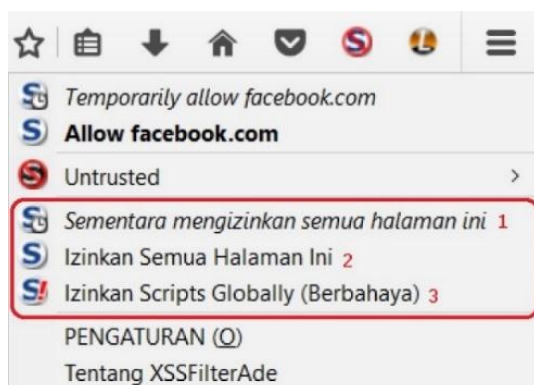 Temporarily allow facebook.com
Allow facebook.com
Untrusted
Sementara mengizinkan semua halaman ini 1
Izinkan Semua Halaman Ini 2
Izinkan Scripts Globally (Berbahaya) 3
PENGATURAN (O)
Tentang XSSFilterAde